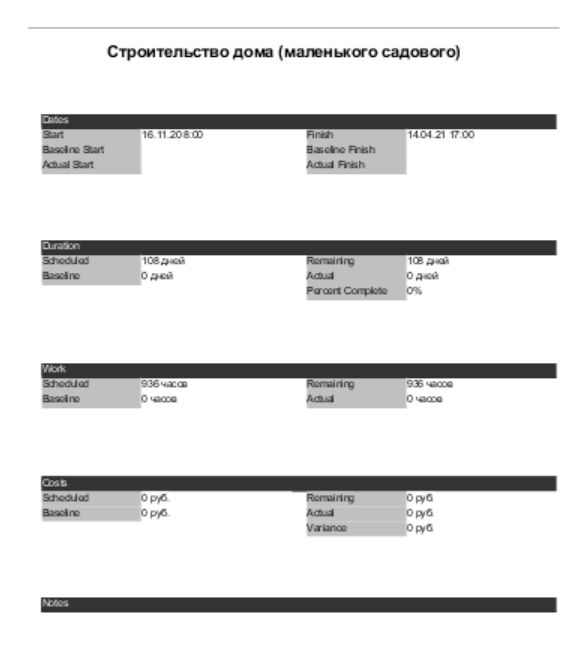 Строительство дома (маленького садового)
Dates
Start 16.11.20 8:00 Finish 14.04.21 17:00
Baseline Start Baseline Finish
Actual Start Actual Finish
Duration
Scheduled 108 дней Remaining 108 дней
Baseline 0 дней Actual 0 дней
Percent Complete 0%
Work
Scheduled 936 часов Remaining 936 часов
Baseline 0 часов Actual 0 часов
Costs
Scheduled 0 руб. Remaining 0 руб.
Baseline 0 руб. Actual 0 руб.
Variance 0 руб.
Notes